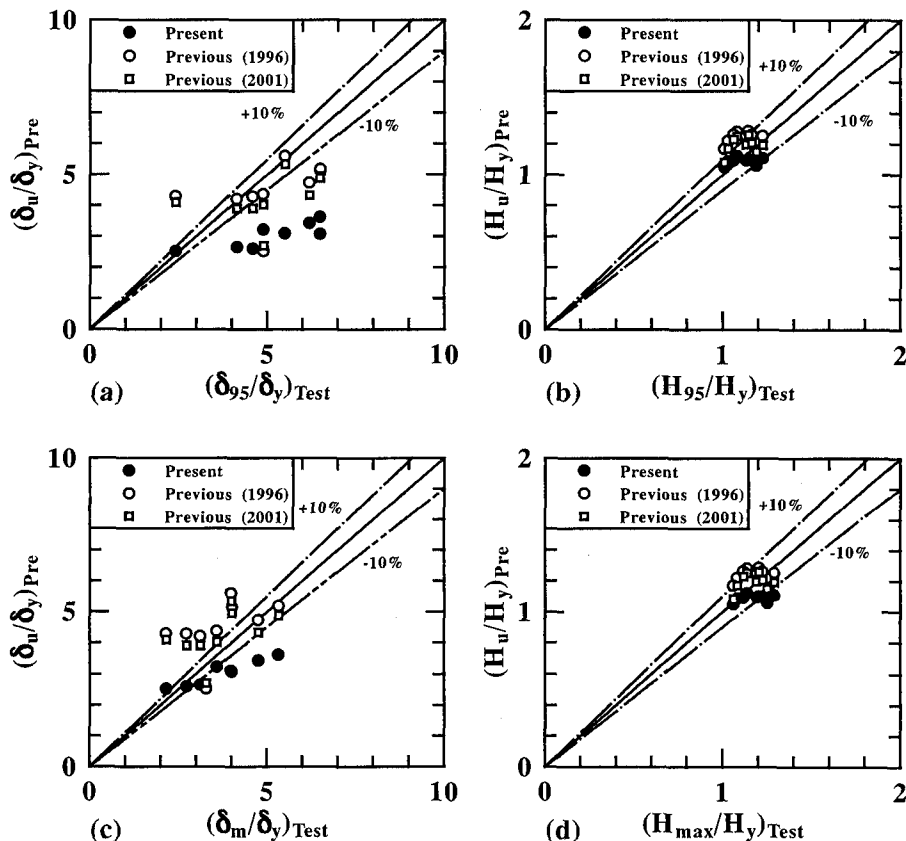 10
Present
Previous (1996)
Previous (2001)
+10%
-10%
5
0
0
5
10
(δu/δy)Pre
(δ95/δy)Test
(a)
2
Present
Previous (1996)
Previous (2001)
+10%
-10%
1
0
0
1
2
(Hu/Hy)Pre
(H95/Hy)Test
(b)
10
Present
Previous (1996)
Previous (2001)
+10%
-10%
5
0
0
5
10
(δu/δy)Pre
(δm/δy)Test
(c)
2
Present
Previous (1996)
Previous (2001)
+10%
-10%
1
0
0
1
2
(Hu/Hy)Pre
(Hmax/Hy)Test
(d)